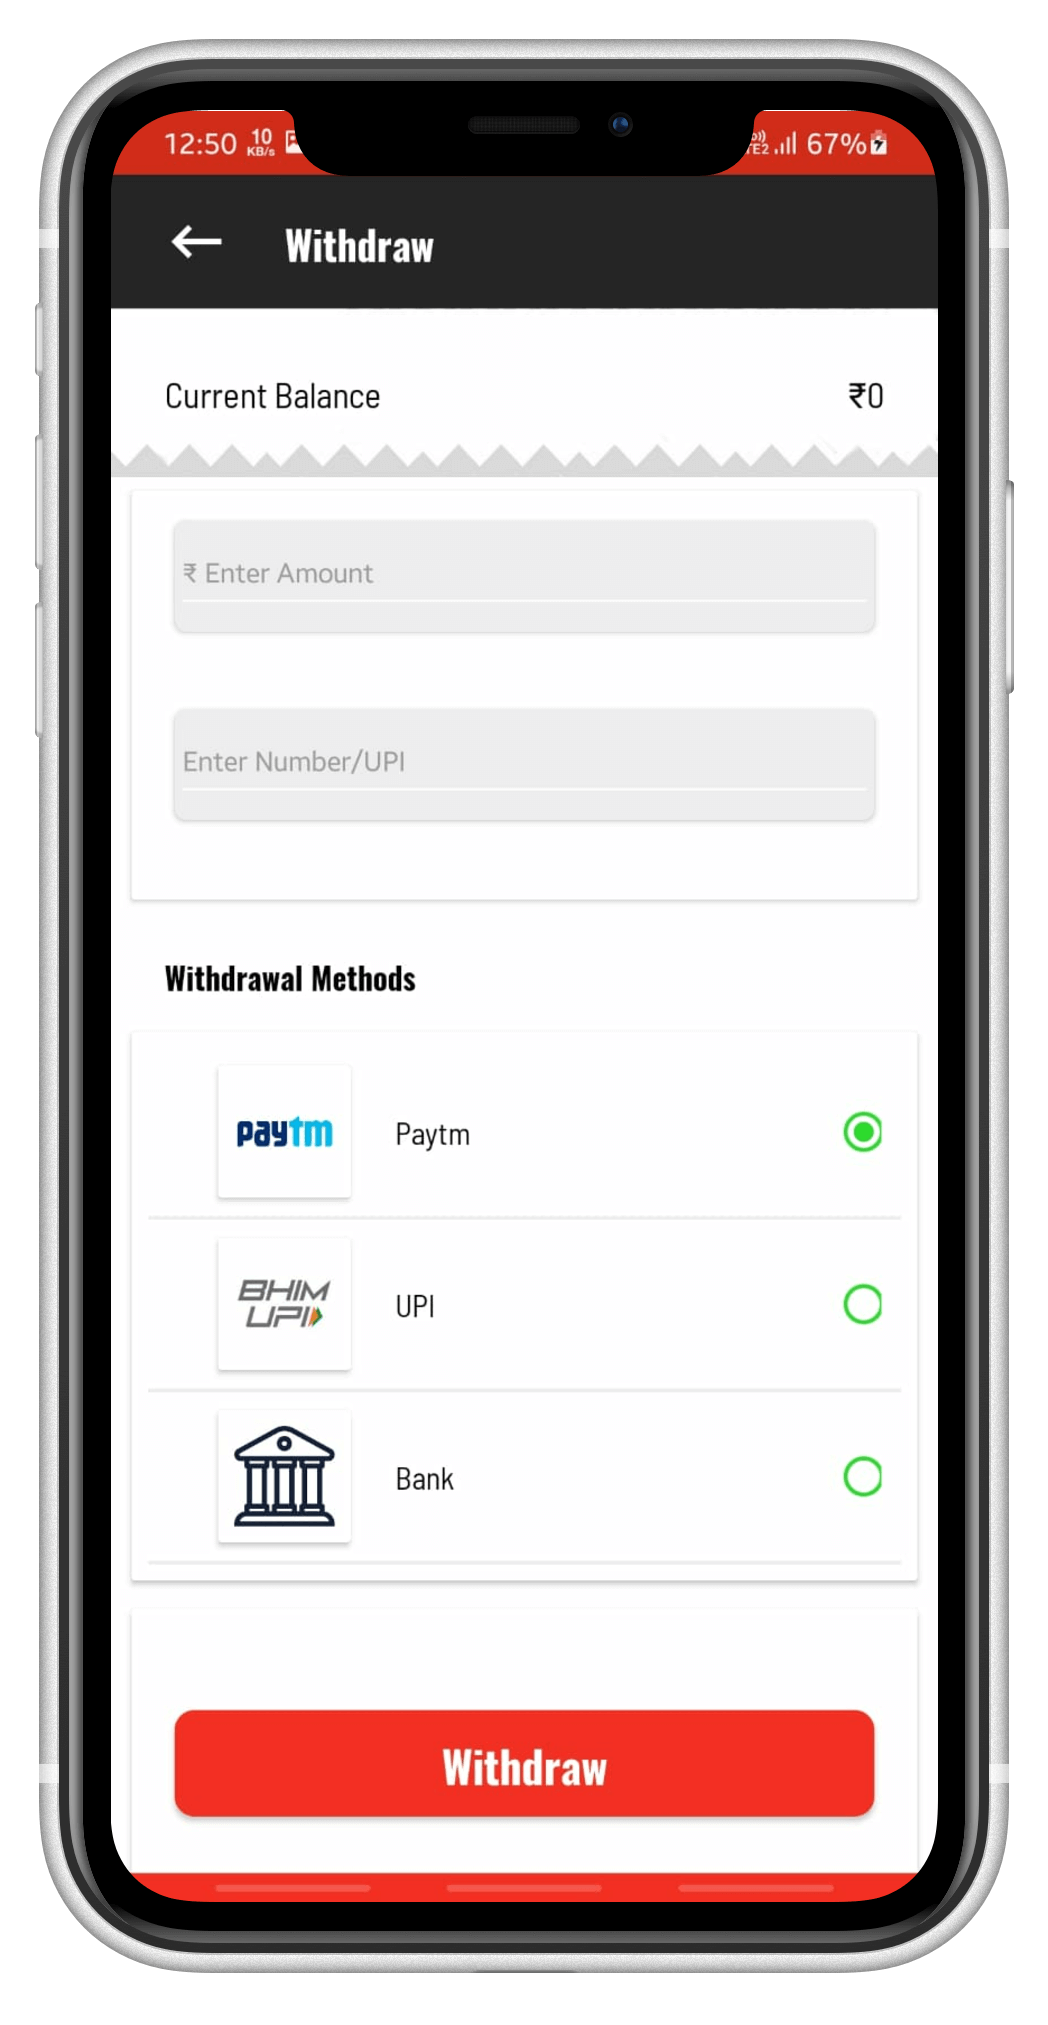 12:50 10 KB/s 67%
Withdraw
Current Balance ₹0
₹ Enter Amount
Enter Number/UPI
Withdrawal Methods
paytm Paytm
BHIM
UPI UPI
Bank
Withdraw